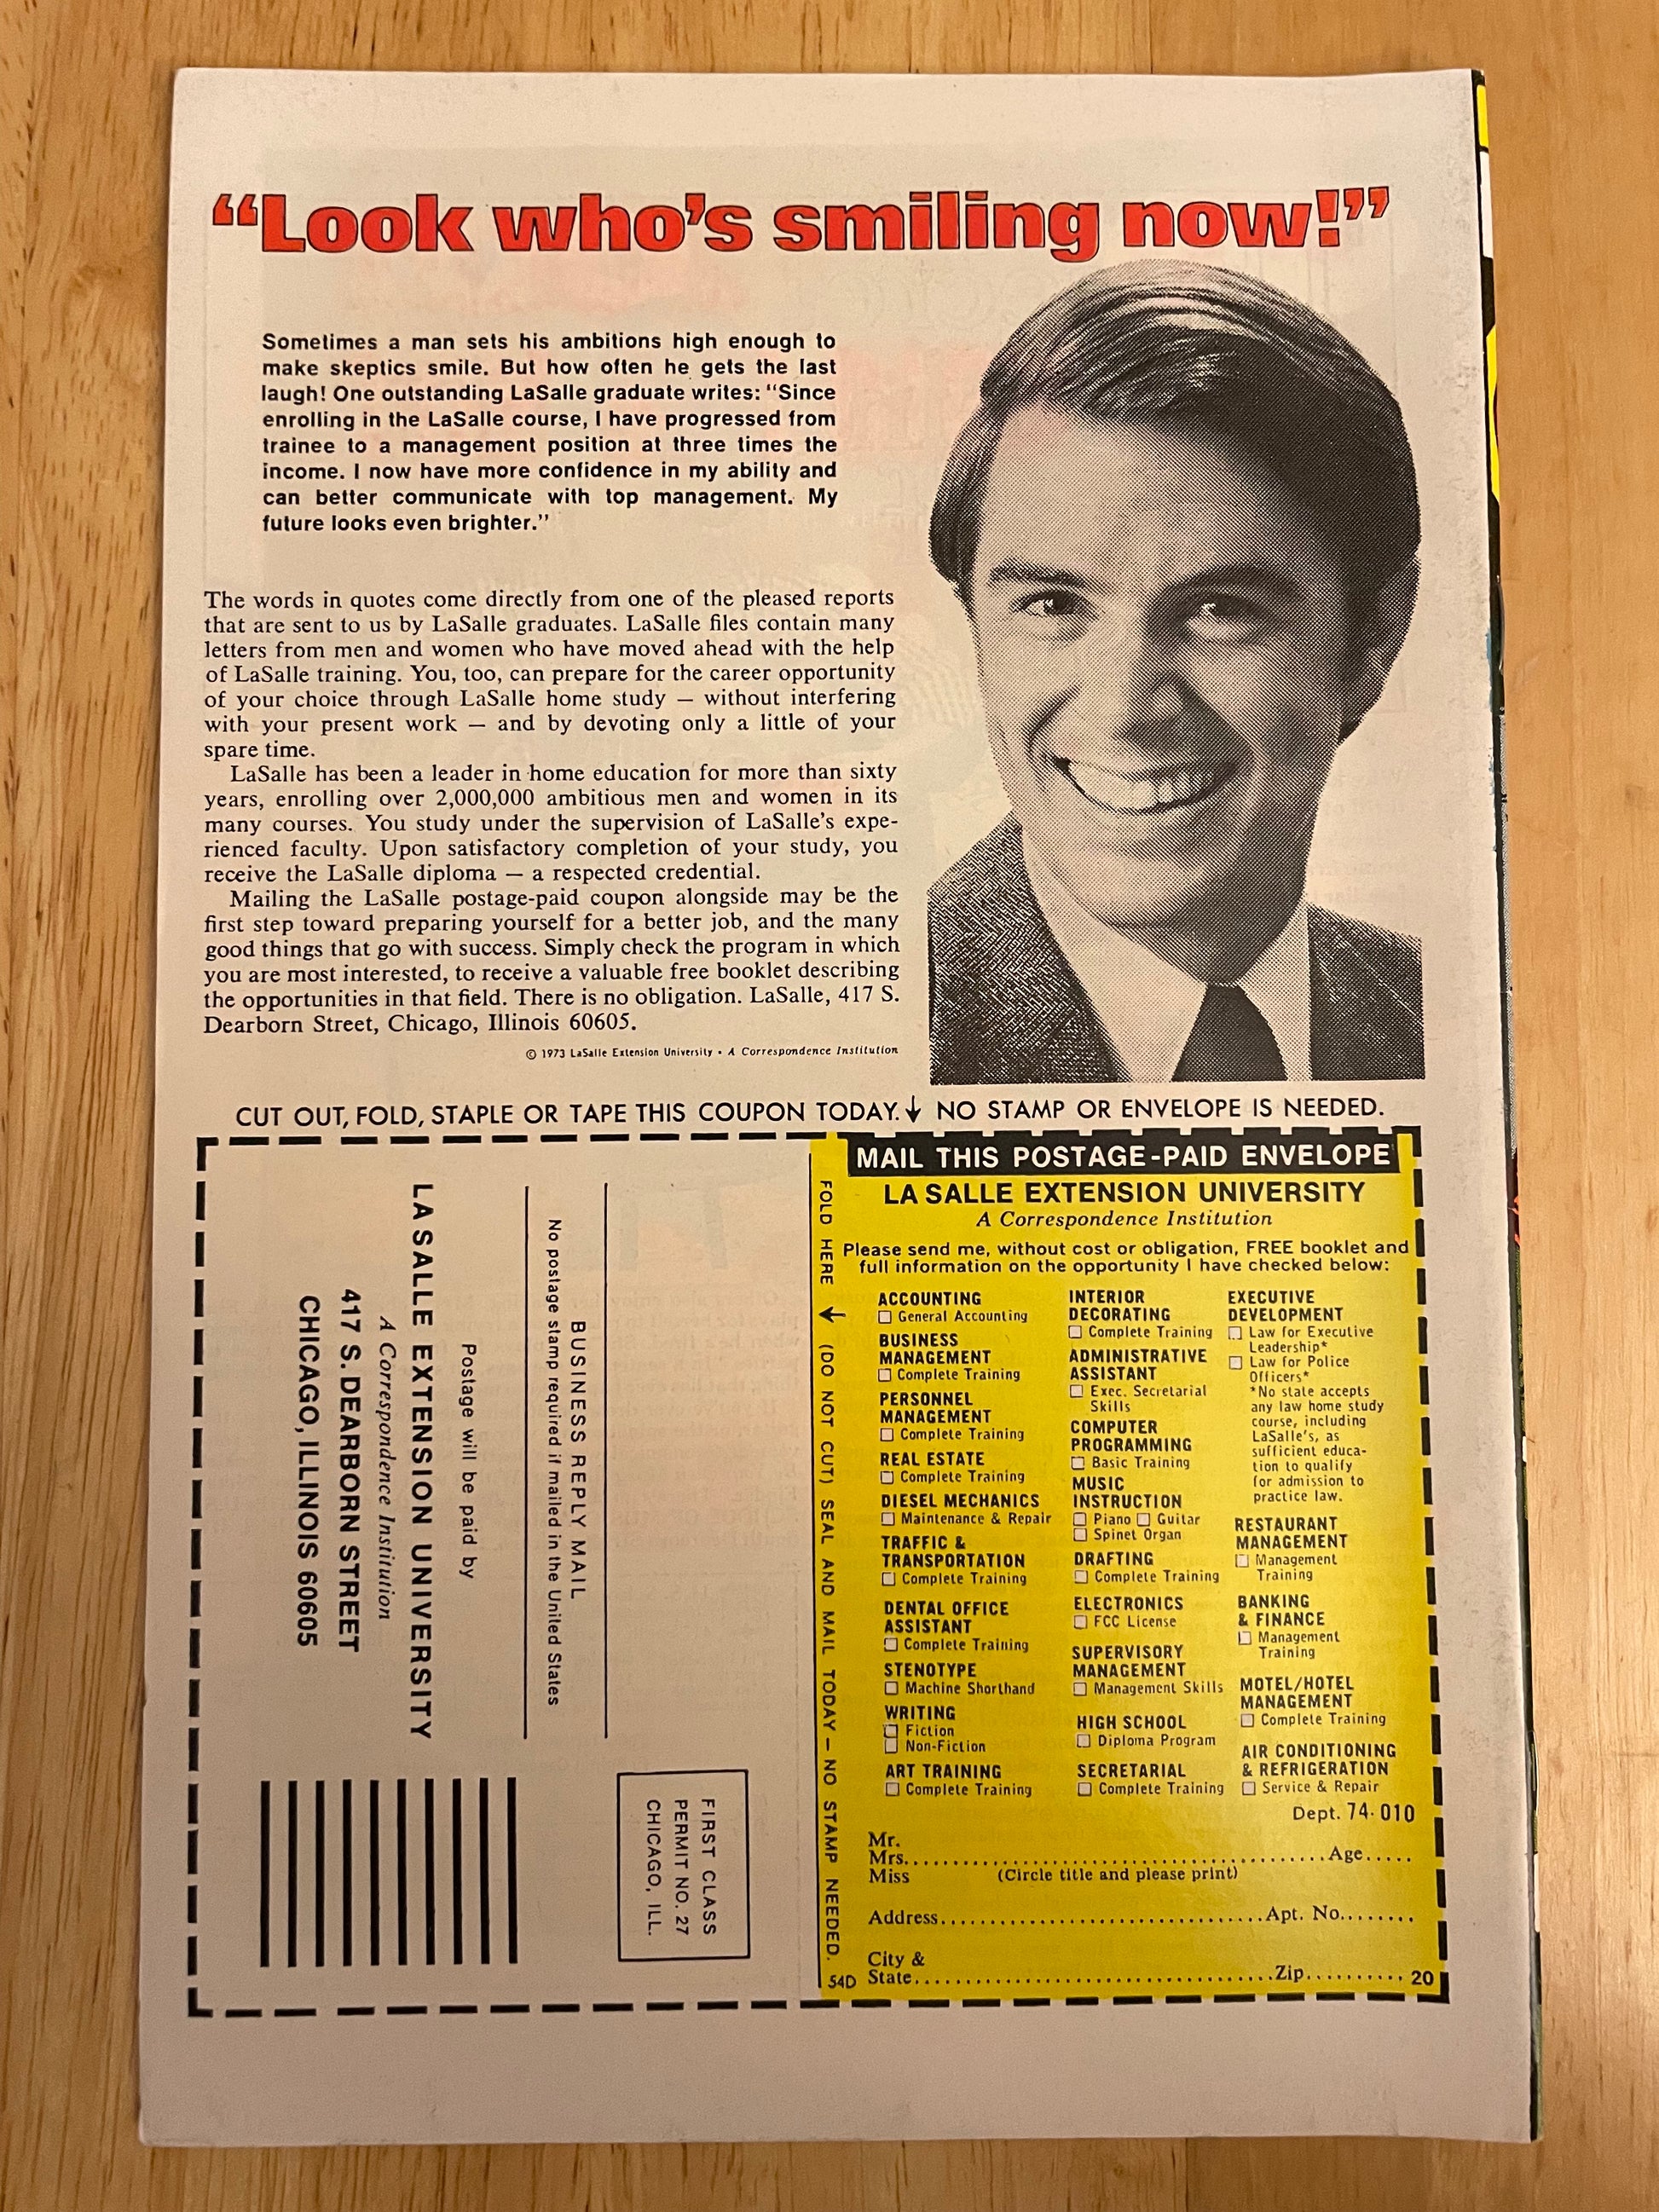 “Look who’s smiling now!”
Sometimes a man sets his ambitions high enough to
make skeptics smile. But how often he gets the last
laugh! One outstanding LaSalle graduate writes: “Since
enrolling in the LaSalle course, I have progressed from
trainee to a management position at three times the
income. I now have more confidence in my ability and
can better communicate with top management. My
future looks even brighter.”
The words in quotes come directly from one of the pleased reports
that are sent to us by LaSalle graduates. LaSalle files contain many
letters from men and women who have moved ahead with the help
of LaSalle training. You, too, can prepare for the career opportunity
of your choice through LaSalle home study — without interfering
with your present work — and by devoting only a little of your
spare time.
LaSalle has been a leader in home education for more than sixty
years, enrolling over 2,000,000 ambitious men and women in its
many courses. You study under the supervision of LaSalle's expe-
rienced faculty. Upon satisfactory completion of your study, you
receive the LaSalle diploma — a respected credential.
Mailing the LaSalle postage-paid coupon alongside may be the
first step toward preparing yourself for a better job, and the many
good things that go with success. Simply check the program in which
you are most interested, to receive a valuable free booklet describing
the opportunities in that field. There is no obligation. LaSalle, 417 S.
Dearborn Street, Chicago, Illinois 60605.
© 1973 LaSalle Extension University • A Correspondence Institution
CUT OUT, FOLD, STAPLE OR TAPE THIS COUPON TODAY. ↓ NO STAMP OR ENVELOPE IS NEEDED.
FIRST CLASS
PERMIT NO. 27
CHICAGO, ILL.
BUSINESS REPLY MAIL
No postage stamp required if mailed in the United States
Postage will be paid by
LA SALLE EXTENSION UNIVERSITY
A Correspondence Institution
417 S. DEARBORN STREET
CHICAGO, ILLINOIS 60605
FOLD HERE ↓ (DO NOT CUT) SEAL AND MAIL TODAY — NO STAMP NEEDED.
MAIL THIS POSTAGE-PAID ENVELOPE
LA SALLE EXTENSION UNIVERSITY
A Correspondence Institution
Please send me, without cost or obligation, FREE booklet and
full information on the opportunity I have checked below:
ACCOUNTING
☐ General Accounting
BUSINESS
MANAGEMENT
☐ Complete Training
PERSONNEL
MANAGEMENT
☐ Complete Training
REAL ESTATE
☐ Complete Training
DIESEL MECHANICS
☐ Maintenance & Repair
TRAFFIC &
TRANSPORTATION
☐ Complete Training
DENTAL OFFICE
ASSISTANT
☐ Complete Training
STENOTYPE
☐ Machine Shorthand
WRITING
☐ Fiction
☐ Non-Fiction
ART TRAINING
☐ Complete Training
INTERIOR
DECORATING
☐ Complete Training
ADMINISTRATIVE
ASSISTANT
☐ Exec. Secretarial
Skills
COMPUTER
PROGRAMMING
☐ Basic Training
MUSIC
INSTRUCTION
☐ Piano ☐ Guitar
☐ Spinet Organ
DRAFTING
☐ Complete Training
ELECTRONICS
☐ FCC License
SUPERVISORY
MANAGEMENT
☐ Management Skills
HIGH SCHOOL
☐ Diploma Program
SECRETARIAL
☐ Complete Training
EXECUTIVE
DEVELOPMENT
☐ Law for Executive
Leadership*
☐ Law for Police
Officers*
*No state accepts
any law home study
course, including
LaSalle's, as
sufficient educa-
tion to qualify
for admission to
practice law.
RESTAURANT
MANAGEMENT
☐ Management
Training
BANKING
& FINANCE
☐ Management
Training
MOTEL/HOTEL
MANAGEMENT
☐ Complete Training
AIR CONDITIONING
& REFRIGERATION
☐ Service & Repair
Dept. 74-010
Mr.
Mrs.......................................................Age.....
Miss (Circle title and please print)
Address........................................Apt. No........
City &
State............................................Zip.......... 20
54D